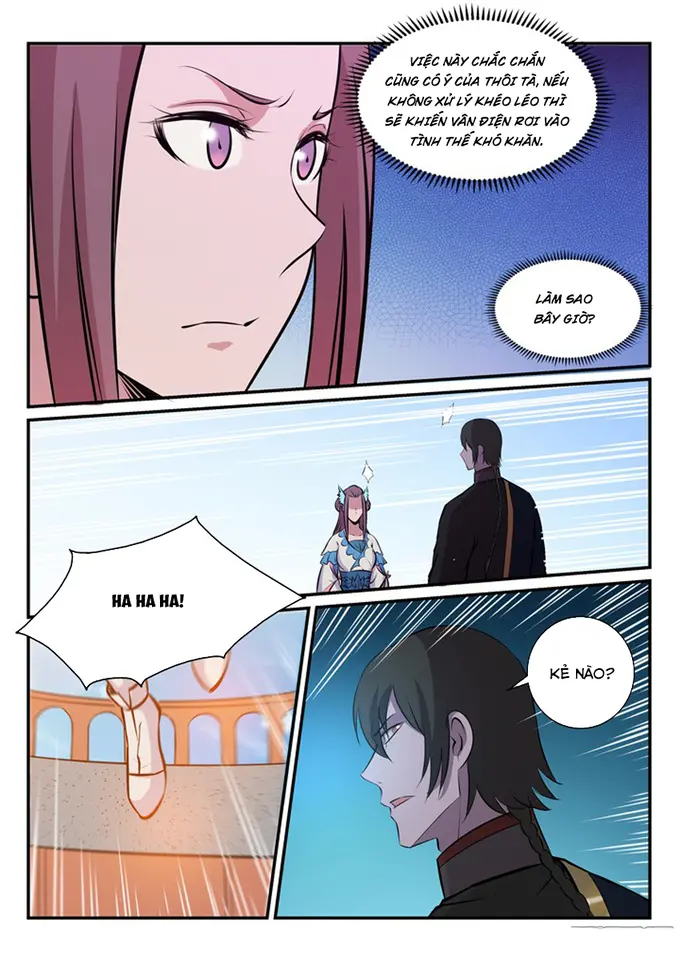 VIỆC NÀY CHẮC CHẮN
CŨNG CÓ Ý CỦA THÔI TÀ, NẾU
KHÔNG XỬ LÝ KHÉO LÉO THÌ
SẼ KHIẾN VÂN ĐIỆN RƠI VÀO
TÌNH THẾ KHÓ KHĂN.
LÀM SAO
BÂY GIỜ?
HA HA HA!
KẺ NÀO?